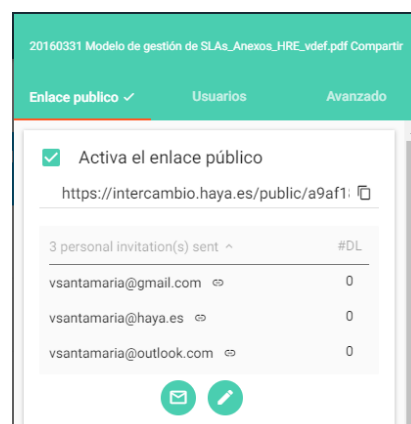 20160331 Modelo de gestión de SLAs_Anexos_HRE_vdef.pdf Compartir
Enlace publico Usuarios Avanzado
Activa el enlace público
https://intercambio.haya.es/public/a9af1
3 personal invitation(s) sent #DL
vsantamaria@gmail.com 0
vsantamaria@haya.es 0
vsantamaria@outlook.com 0